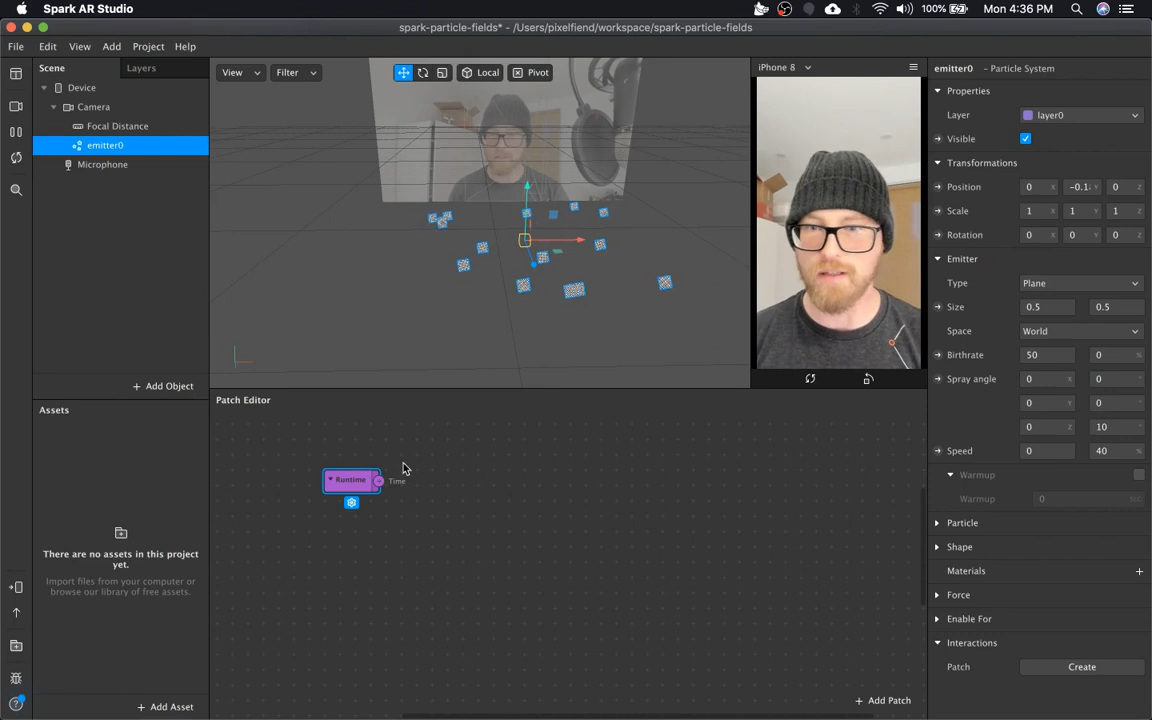 Spark AR Studio
100%
Mon 4:36 PM
spark-particle-fields* - /Users/pixelfiend/workspace/spark-particle-fields
File Edit View Add Project Help
Scene Layers
Device
Camera
Focal Distance
emitter0
Microphone
+ Add Object
Assets
There are no assets in this project yet.
Import files from your computer or
browse our library of free assets.
+ Add Asset
View Filter Local Pivot
iPhone 8
Patch Editor
Runtime
Time
+ Add Patch
emitter0 - Particle System
Properties
Layer layer0
Visible
Transformations
Position 0 X -0.1 Y 0 Z
Scale 1 X 1 Y 1 Z
Rotation 0 X 0 Y 0 Z
Emitter
Type Plane
Size 0.5 0.5
Space World
Birthrate 50 0 %
Spray angle 0 X 0 °
0 Y 0 °
0 Z 10 °
Speed 0 40 %
Warmup
Warmup 0 sec
Particle
Shape
Materials +
Force
Enable For
Interactions
Patch Create